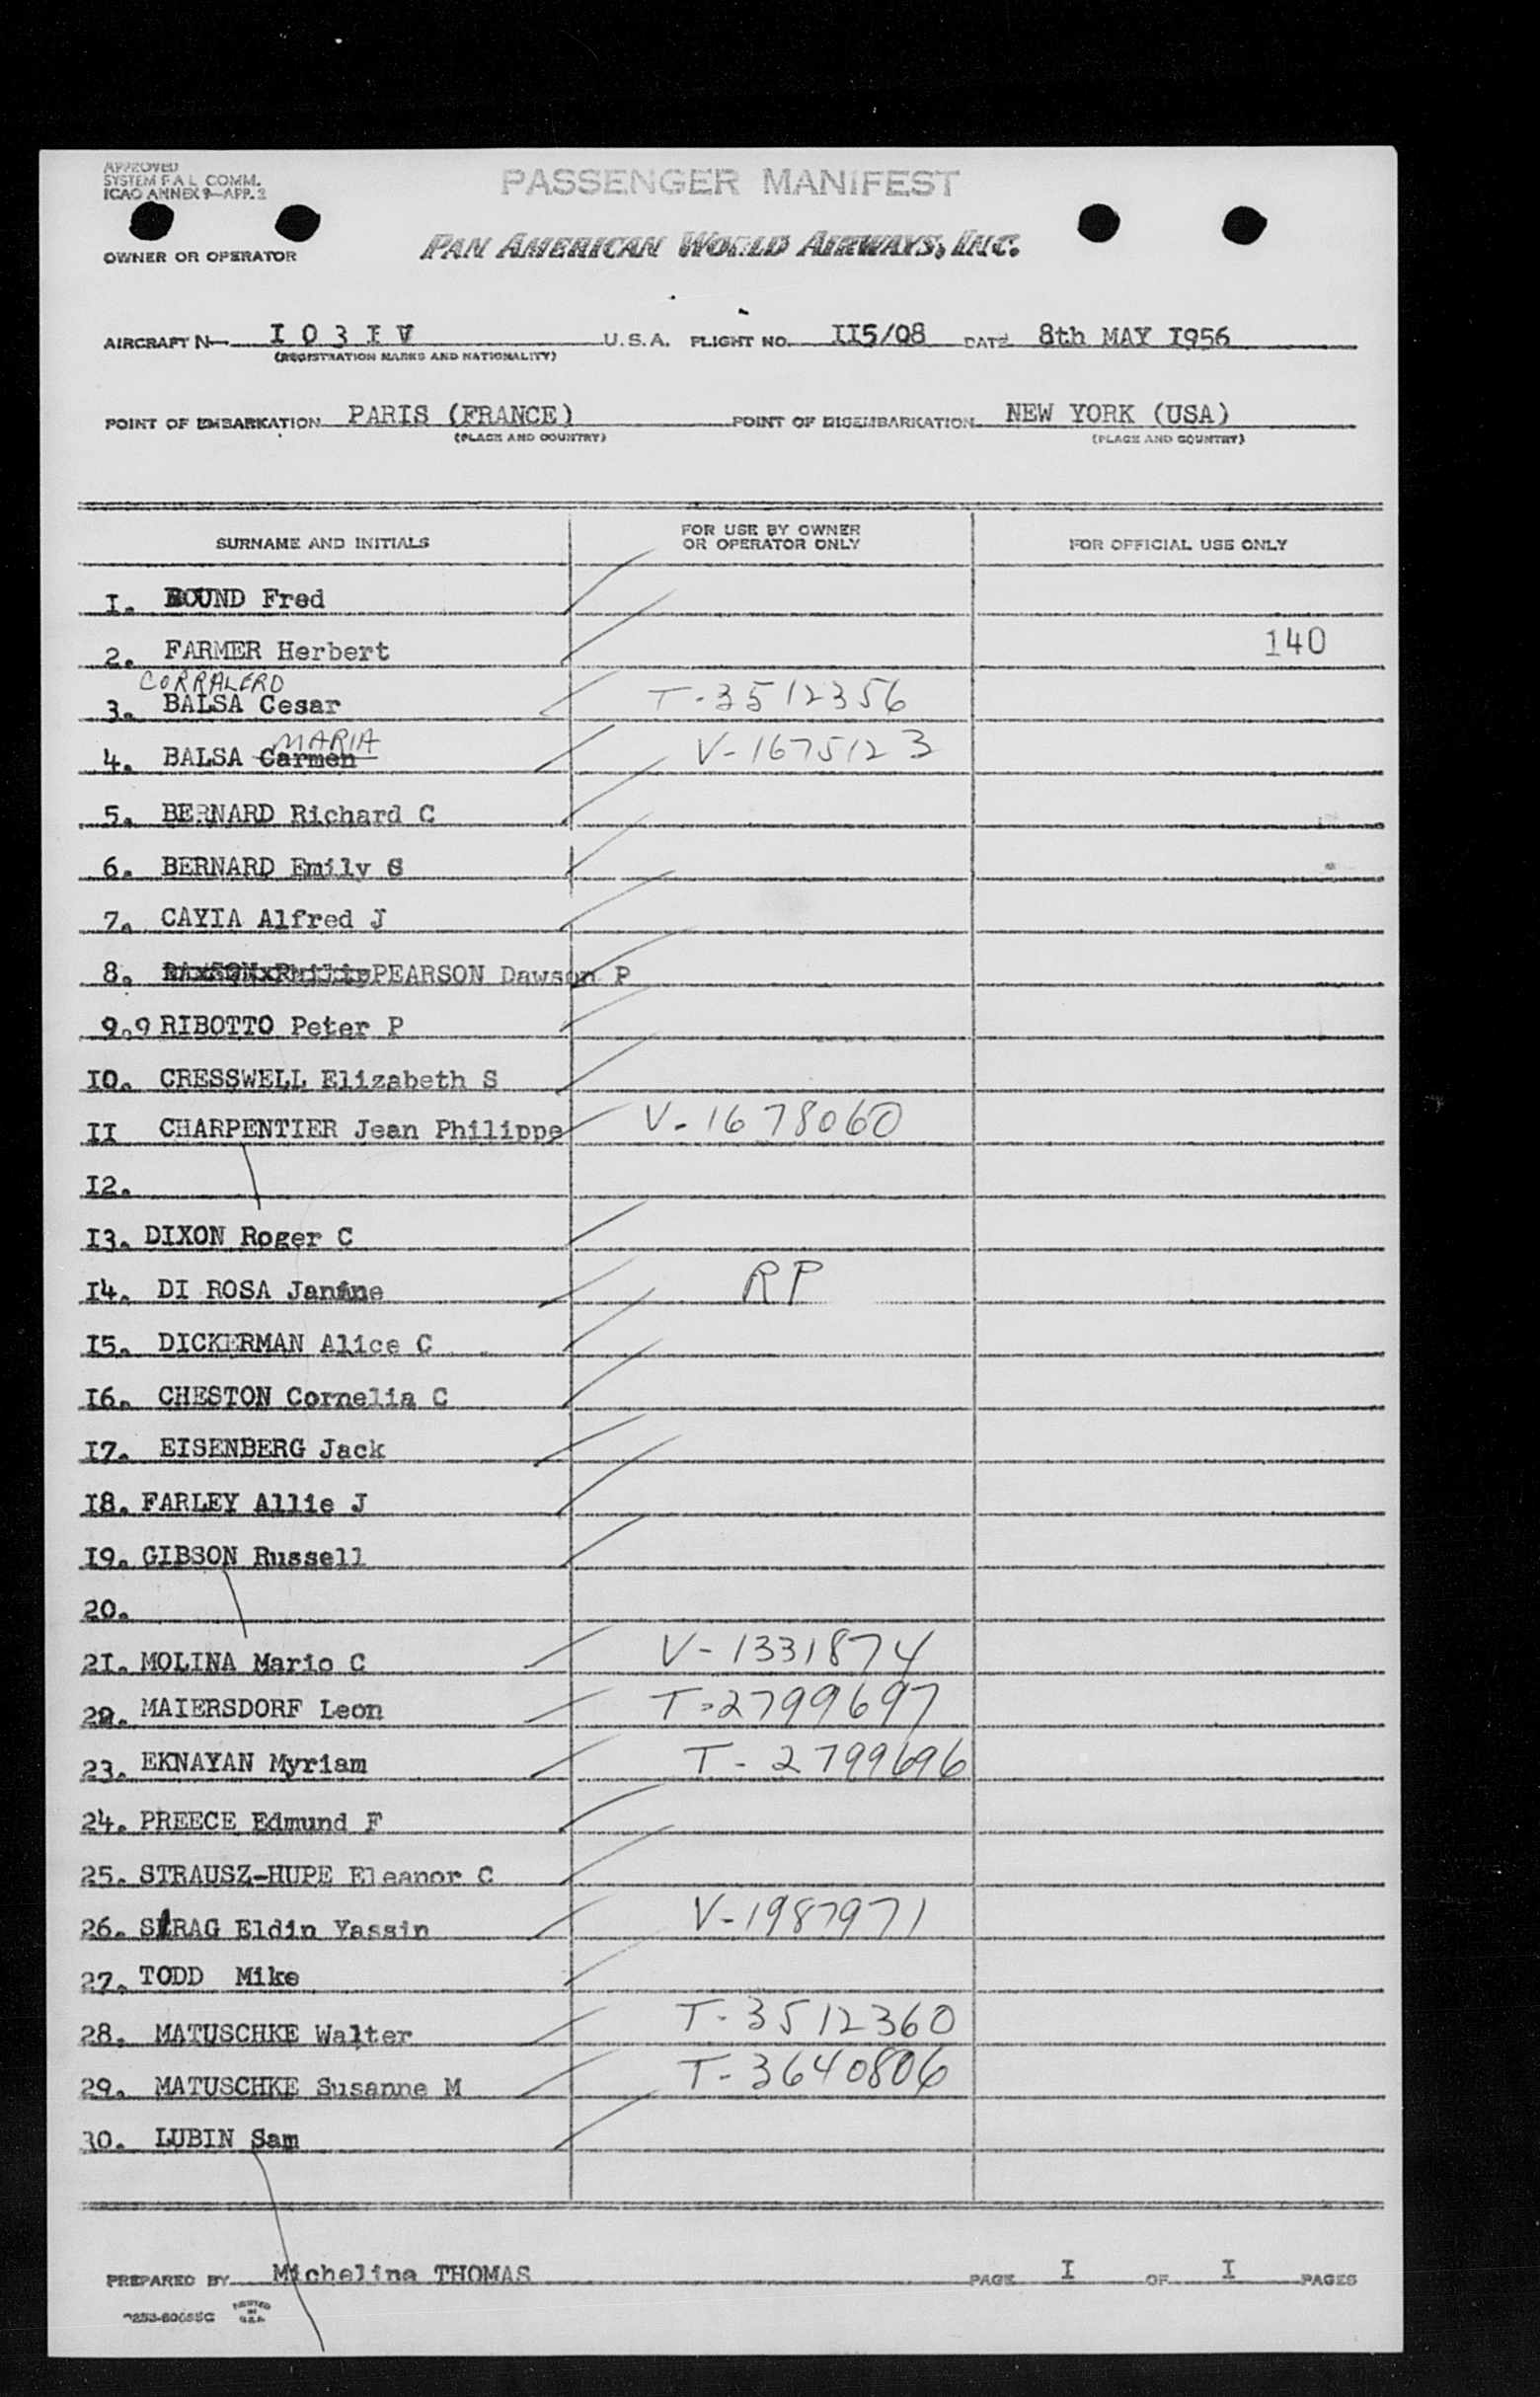 APPROVED
SYSTEM F A L COMM.
ICAO ANNEX 9—APP. 2
PASSENGER MANIFEST
OWNER OR OPERATOR
PAN AMERICAN WORLD AIRWAYS, INC.
AIRCRAFT N I 0 3 I V U.S.A. FLIGHT NO. II5/08 DATE 8th MAY I956
(REGISTRATION MARKS AND NATIONALITY)
POINT OF EMBARKATION PARIS (FRANCE) POINT OF DISEMBARKATION NEW YORK (USA)
(PLACE AND COUNTRY) (PLACE AND COUNTRY)
SURNAME AND INITIALS
FOR USE BY OWNER
OR OPERATOR ONLY
FOR OFFICIAL USE ONLY
I. BOUND Fred
2. FARMER Herbert 140
CORRALERO
3. BALSA Cesar T-3512356
MARIA
4. BALSA Carmen V-1675123
5. BERNARD Richard C
6. BERNARD Emily S
7. CAYIA Alfred J
8. PEARSON Dawson P
9.9 RIBOTTO Peter P
IO. CRESSWELL Elizabeth S
II CHARPENTIER Jean Philippe V-1678060
I2.
I3. DIXON Roger C
I4. DI ROSA Janine RP
I5. DICKERMAN Alice C
I6. CHESTON Cornelia C
I7. EISENBERG Jack
I8. FARLEY Allie J
I9. GIBSON Russell
20.
2I. MOLINA Mario C V-1331874
22. MAIERSDORF Leon T-2799697
23. EKNAYAN Myriam T-2799696
24. PREECE Edmund F
25. STRAUSZ-HUPE Eleanor C
26. SIRAG Eldin Yassin V-1987971
27. TODD Mike
28. MATUSCHKE Walter T-3512360
29. MATUSCHKE Susanne M T-3640806
30. LUBIN Sam
PREPARED BY Michelina THOMAS PAGE I OF I PAGES
PRINTED
IN
U.S.A.